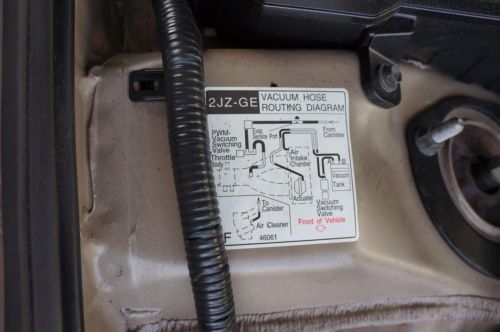 2JZ-GE
VACUUM HOSE
ROUTING DIAGRAM
PWM-
Vacuum
Switching
Valve
Evap
Service Port
From
Canister
Throttle
Body
Air
Intake
Chamber
B
Vacuum
Tank
Actuator
Vacuum
Switching
Valve
To
Canister
Air Cleaner
Front of Vehicle
F
46061